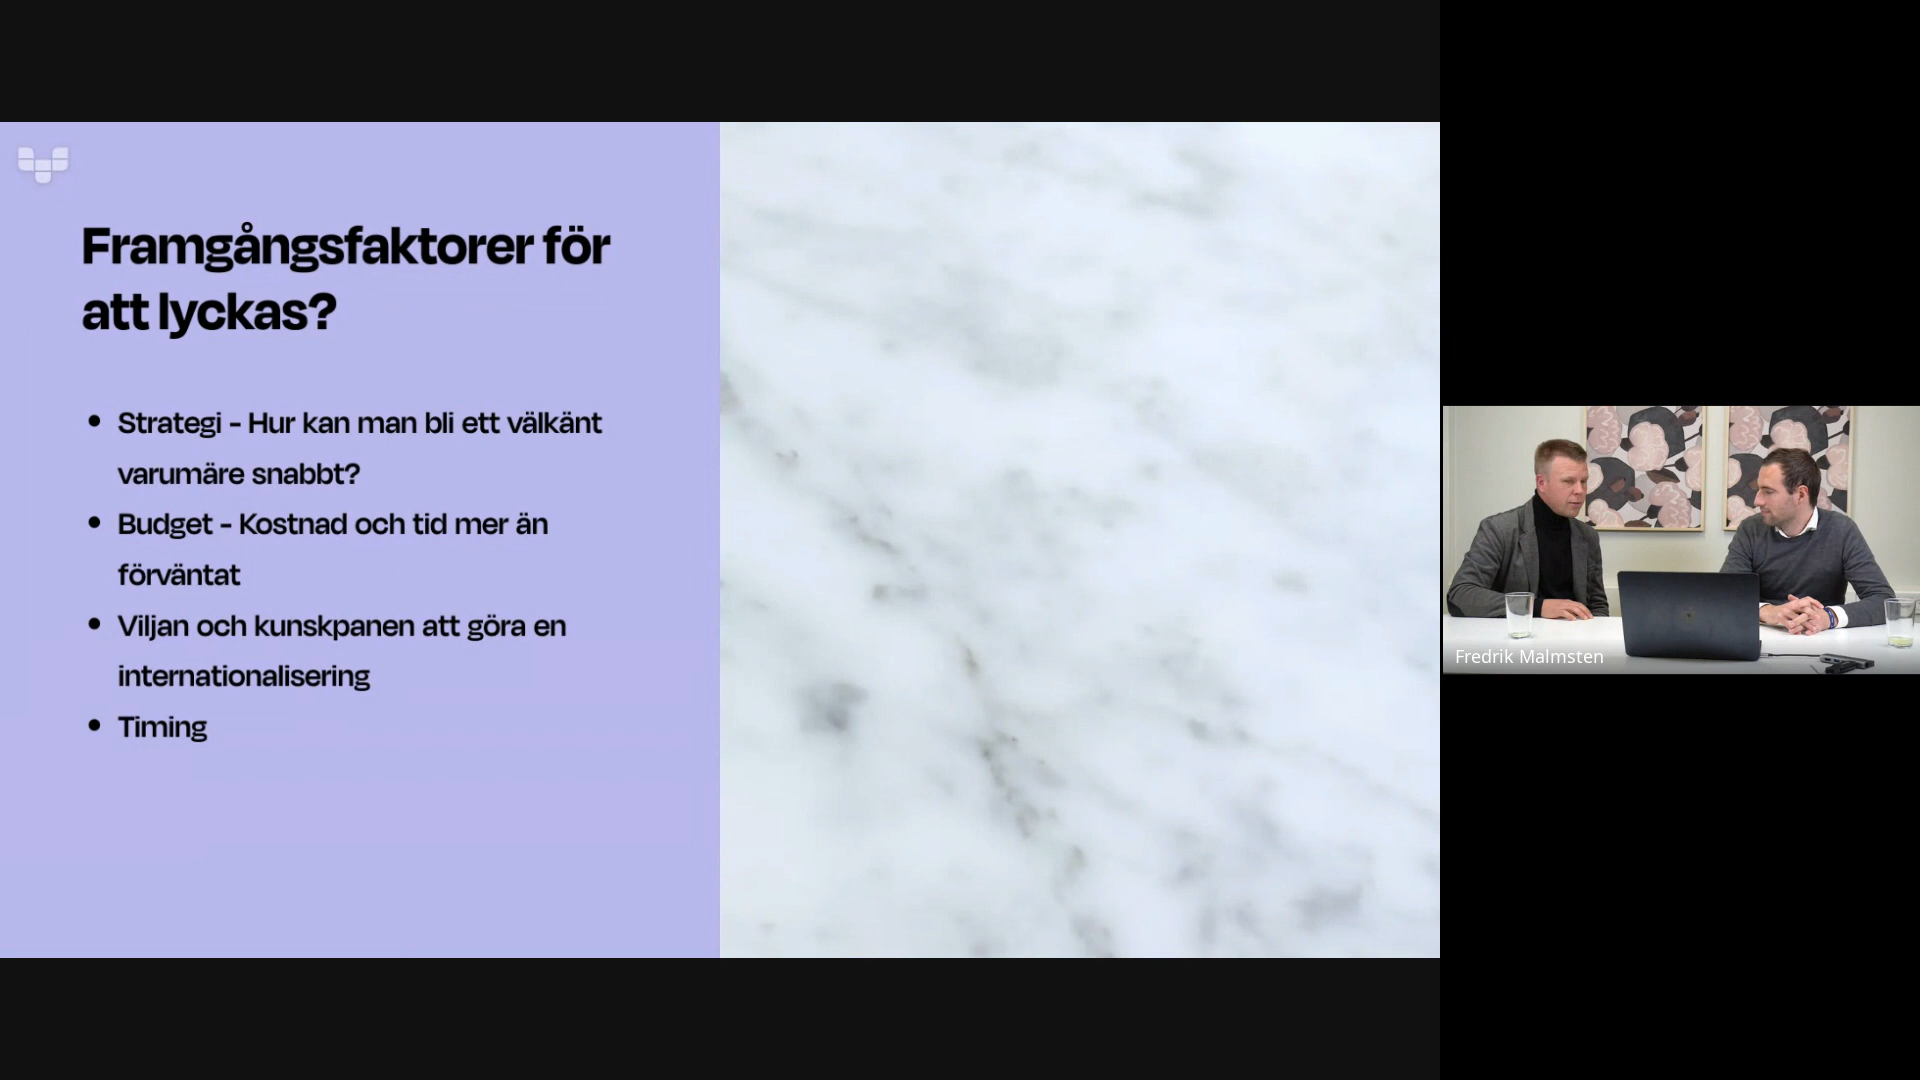 Framgångsfaktorer för
att lyckas?
• Strategi - Hur kan man bli ett välkänt
varumäre snabbt?
• Budget - Kostnad och tid mer än
förväntat
• Viljan och kunskpanen att göra en
internationalisering
• Timing
Fredrik Malmsten